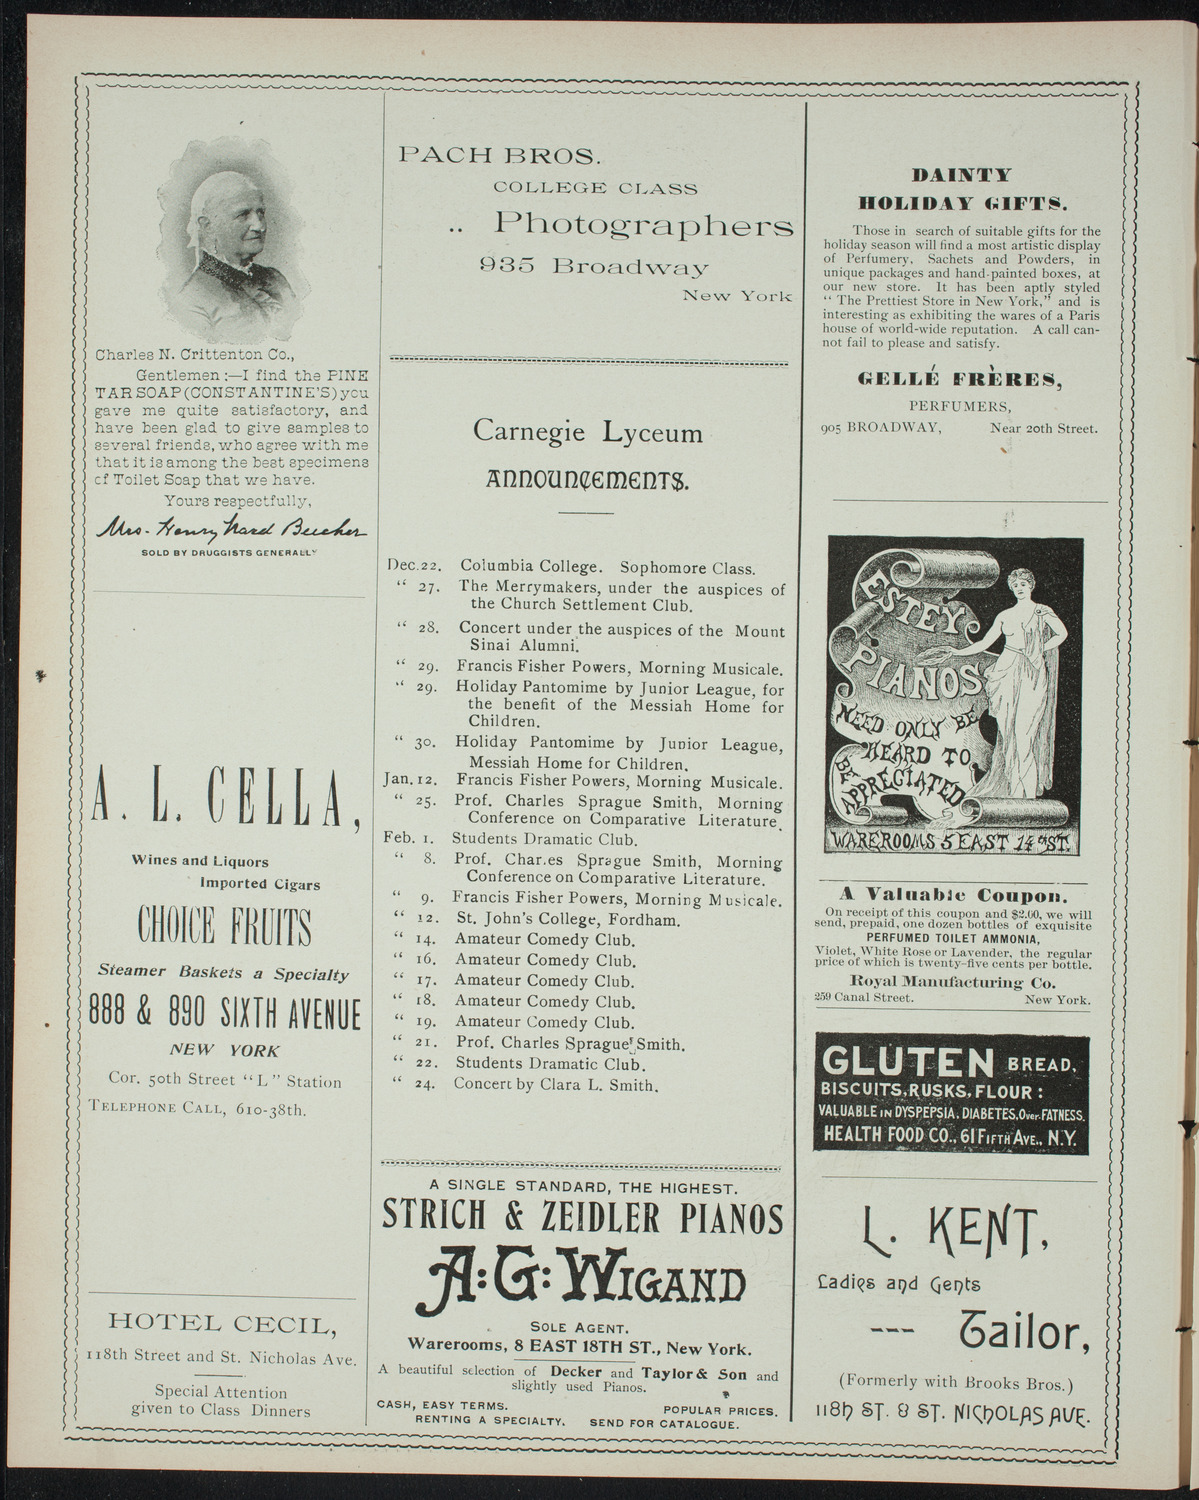 Charles N. Crittenton Co.,
Gentlemen :—I find the PINE
TAR SOAP (CONSTANTINE'S) you
gave me quite satisfactory, and
have been glad to give samples to
several friends, who agree with me
that it is among the best specimens
of Toilet Soap that we have.
Yours respectfully,
Mrs. Henry Ward Beecher
SOLD BY DRUGGISTS GENERALLY
A. L. CELLA,
Wines and Liquors
Imported Cigars
CHOICE FRUITS
Steamer Baskets a Specialty
888 & 890 SIXTH AVENUE
NEW YORK
Cor. 50th Street "L" Station
TELEPHONE CALL, 610-38th.
HOTEL CECIL,
118th Street and St. Nicholas Ave.
Special Attention
given to Class Dinners
PACH BROS.
COLLEGE CLASS
.. Photographers
935 Broadway
New York
Carnegie Lyceum
ANNOUNCEMENTS.
Dec. 22. Columbia College. Sophomore Class.
" 27. The Merrymakers, under the auspices of
the Church Settlement Club.
" 28. Concert under the auspices of the Mount
Sinai Alumni.
" 29. Francis Fisher Powers, Morning Musicale.
" 29. Holiday Pantomime by Junior League, for
the benefit of the Messiah Home for
Children.
" 30. Holiday Pantomime by Junior League,
Messiah Home for Children.
Jan. 12. Francis Fisher Powers, Morning Musicale.
" 25. Prof. Charles Sprague Smith, Morning
Conference on Comparative Literature.
Feb. 1. Students Dramatic Club.
" 8. Prof. Char.es Sprague Smith, Morning
Conference on Comparative Literature.
" 9. Francis Fisher Powers, Morning Musicale.
" 12. St. John's College, Fordham.
" 14. Amateur Comedy Club.
" 16. Amateur Comedy Club.
" 17. Amateur Comedy Club.
" 18. Amateur Comedy Club.
" 19. Amateur Comedy Club.
" 21. Prof. Charles Sprague Smith.
" 22. Students Dramatic Club.
" 24. Concert by Clara L. Smith.
A SINGLE STANDARD, THE HIGHEST.
STRICH & ZEIDLER PIANOS
A:G:WIGAND
SOLE AGENT.
Warerooms, 8 EAST 18TH ST., New York.
A beautiful selection of Decker and Taylor & Son and
slightly used Pianos.
CASH, EASY TERMS. POPULAR PRICES.
RENTING A SPECIALTY. SEND FOR CATALOGUE.
DAINTY
HOLIDAY GIFTS.
Those in search of suitable gifts for the
holiday season will find a most artistic display
of Perfumery, Sachets and Powders, in
unique packages and hand-painted boxes, at
our new store. It has been aptly styled
" The Prettiest Store in New York," and is
interesting as exhibiting the wares of a Paris
house of world-wide reputation. A call can-
not fail to please and satisfy.
GELLÉ FRÈRES,
PERFUMERS,
905 BROADWAY, Near 20th Street.
ESTEY
PIANOS
NEED ONLY BE
HEARD TO
BE
APPRECIATED
WAREROOMS 5 EAST 14TH ST.
A Valuable Coupon.
On receipt of this coupon and $2.00, we will
send, prepaid, one dozen bottles of exquisite
PERFUMED TOILET AMMONIA,
Violet, White Rose or Lavender, the regular
price of which is twenty-five cents per bottle.
Royal Manufacturing Co.
259 Canal Street. New York.
GLUTEN BREAD,
BISCUITS, RUSKS, FLOUR:
VALUABLE IN DYSPEPSIA, DIABETES, OVER-FATNESS.
HEALTH FOOD CO., 61 FIFTH AVE., N.Y.
L. KENT,
Ladies and Gents
--- Tailor,
(Formerly with Brooks Bros.)
118th ST. & ST. NICHOLAS AVE.